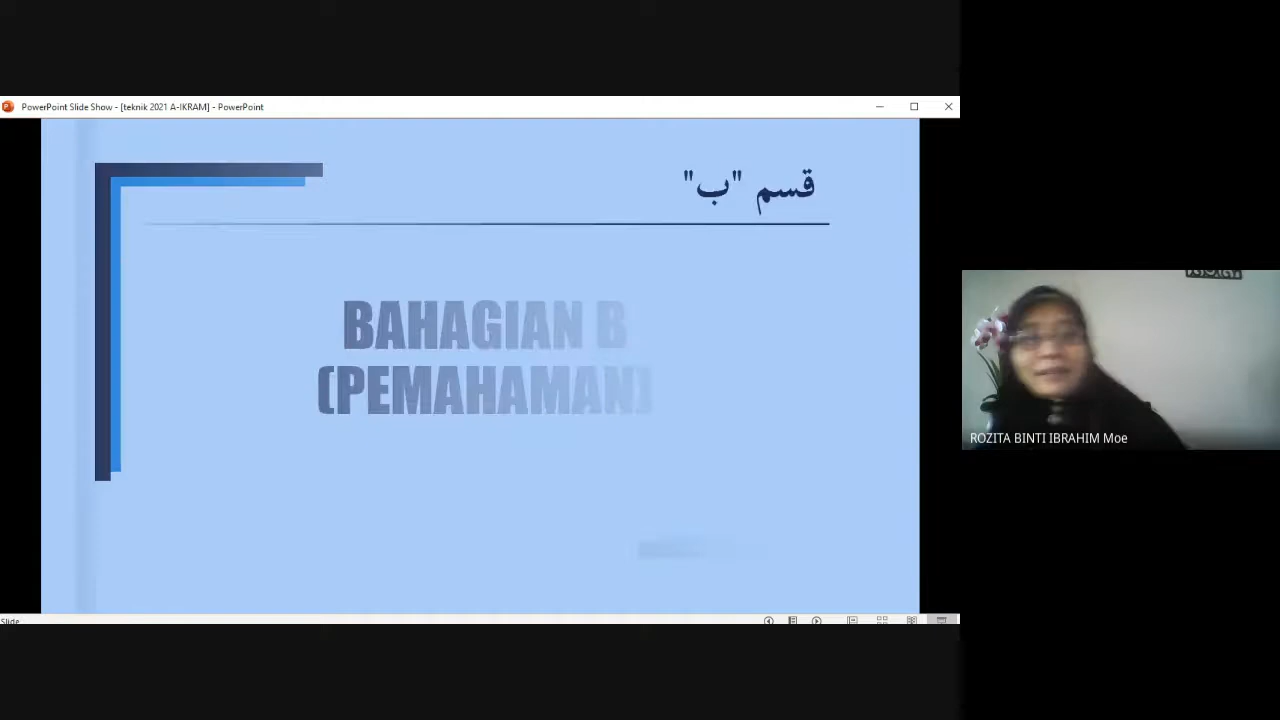 PowerPoint Slide Show - [teknik 2021 A-IKRAM] - PowerPoint
قسم "ب"
BAHAGIAN B
(PEMAHAMAN)
ROZITA BINTI IBRAHIM Moe
Slide